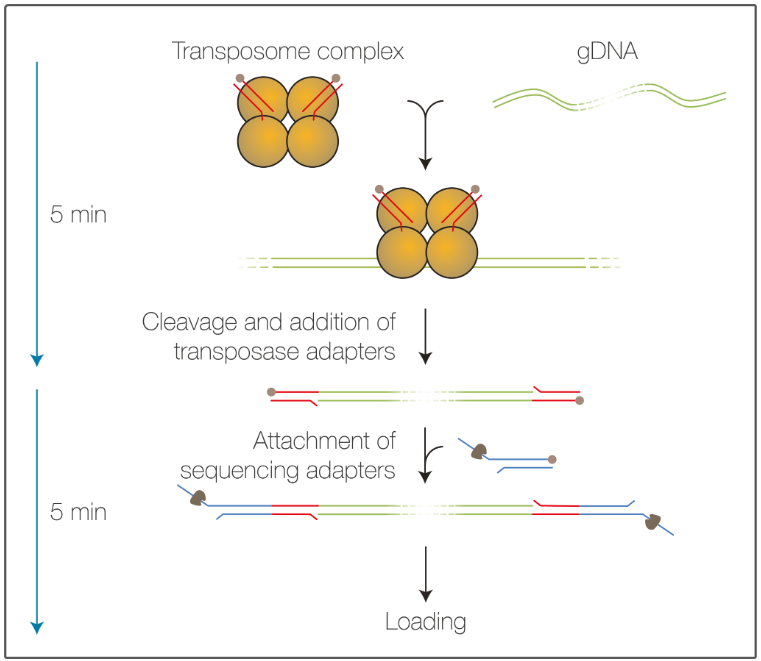 Transposome complex
gDNA
5 min
Cleavage and addition of
transposase adapters
Attachment of
sequencing adapters
5 min
Loading